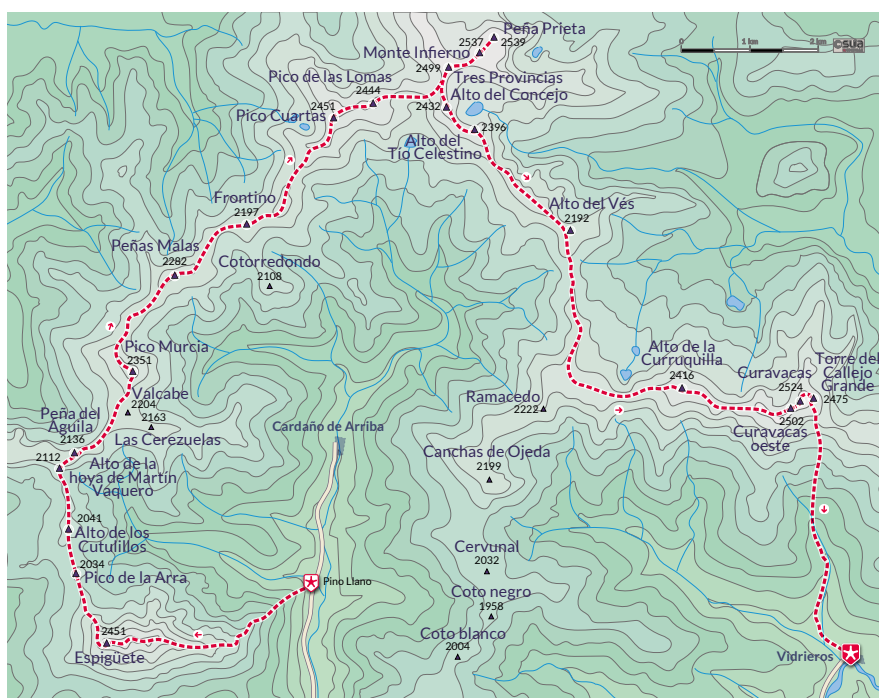 Peña Prieta
2537
2539
0
1 km
2 km
©sua
Monte Infierno
2499
Tres Provincias
Pico de las Lomas
2444
Alto del Concejo
2432
2451
Pico Cuartas
2396
Alto del
Tío Celestino
Frontino
2197
Alto del Vés
2192
Peñas Malas
2282
Cotorredondo
2108
Pico Murcia
2351
Alto de la
Curruquilla
2416
Curavacas
2524
Torre del
Callejo
Grande
2475
2502
Curavacas
oeste
Valcabe
2204
2163
Las Cerezuelas
Ramacedo
2222
Peña del
Águila
2136
2112
Cardaño de Arriba
Alto de la
hoya de Martín
Vaquero
Canchas de Ojeda
2199
2041
Alto de los
Cutulillos
2034
Pico de la Arra
Cervunal
2032
Pino Llano
Coto negro
1958
Coto blanco
2004
2451
Espigüete
Vidrieros